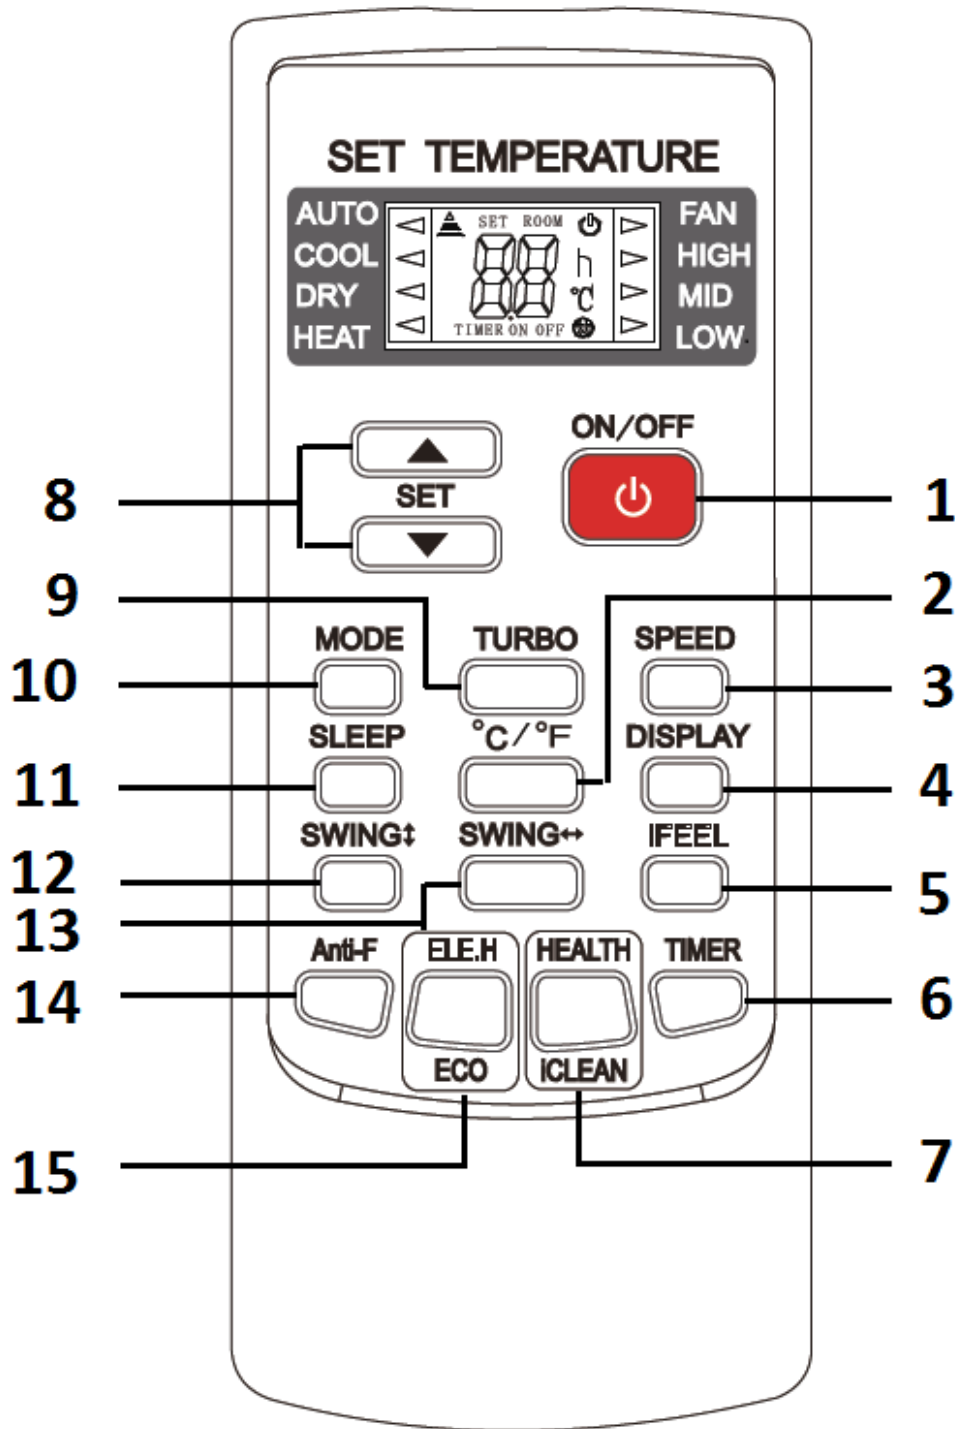 SET TEMPERATURE
AUTO SET ROOM FAN
COOL 88 h HIGH
DRY °C MID
HEAT TIMER ON OFF LOW
ON/OFF
8 SET 1
9 2
MODE TURBO SPEED
10 3
SLEEP °C/°F DISPLAY
11 4
SWING↕ SWING↔ IFEEL
12 5
13
Anti-F ELE.H HEALTH TIMER
14 6
ECO iCLEAN
15 7